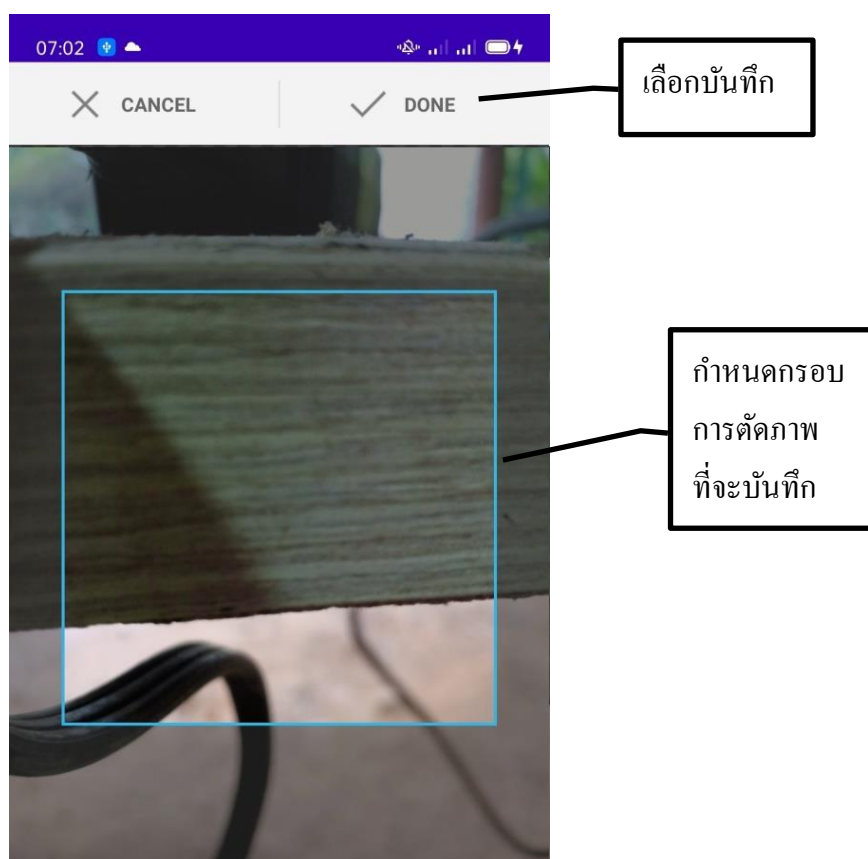 07:02
CANCEL
DONE
เลือกบันทึก
กำหนดกรอบ
การตัดภาพ
ที่จะบันทึก